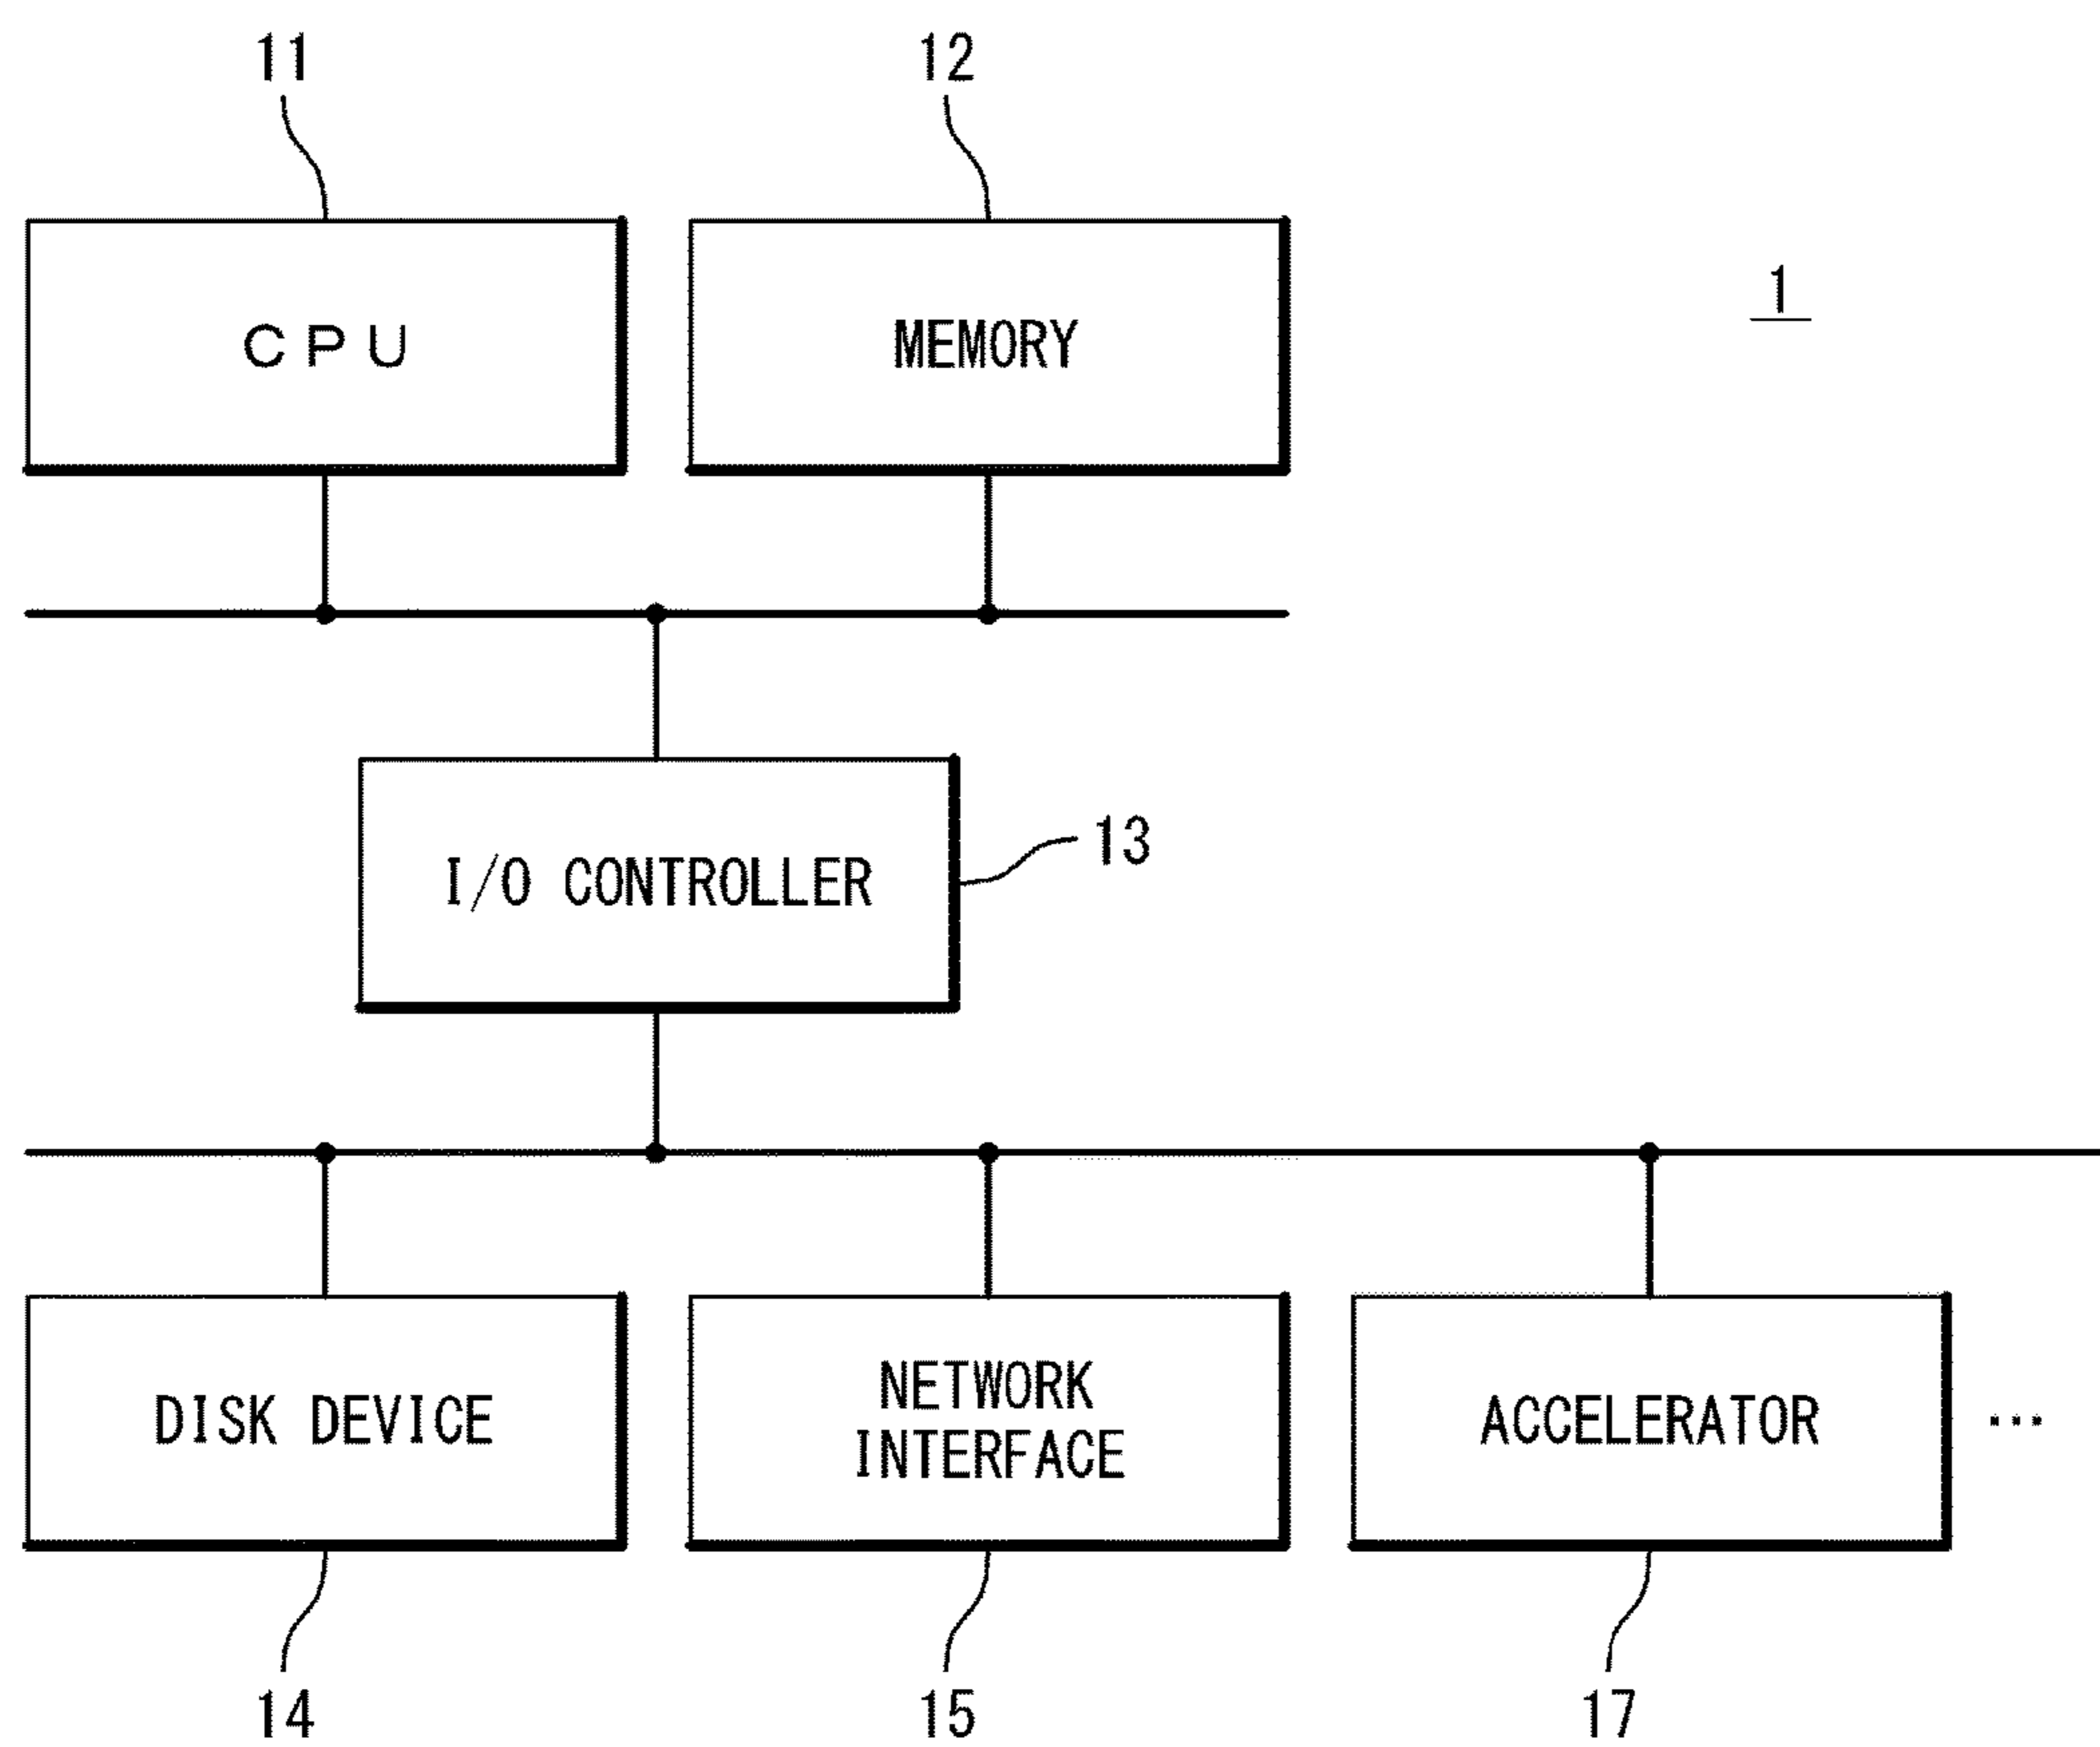 11
12
CPU
MEMORY
1
I/O CONTROLLER
13
DISK DEVICE
NETWORK
INTERFACE
ACCELERATOR
...
14
15
17